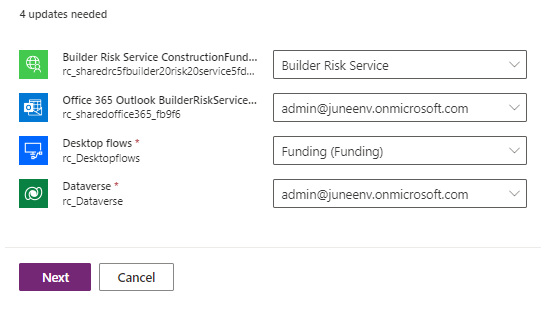 4 updates needed
Builder Risk Service ConstructionFund...
rc_sharedrc5fbuilder20risk20service5fd...
Builder Risk Service
Office 365 Outlook BuilderRiskService...
rc_sharedoffice365_fb9f6
admin@juneenv.onmicrosoft.com
Desktop flows *
rc_Desktopflows
Funding (Funding)
Dataverse *
rc_Dataverse
admin@juneenv.onmicrosoft.com
Next
Cancel